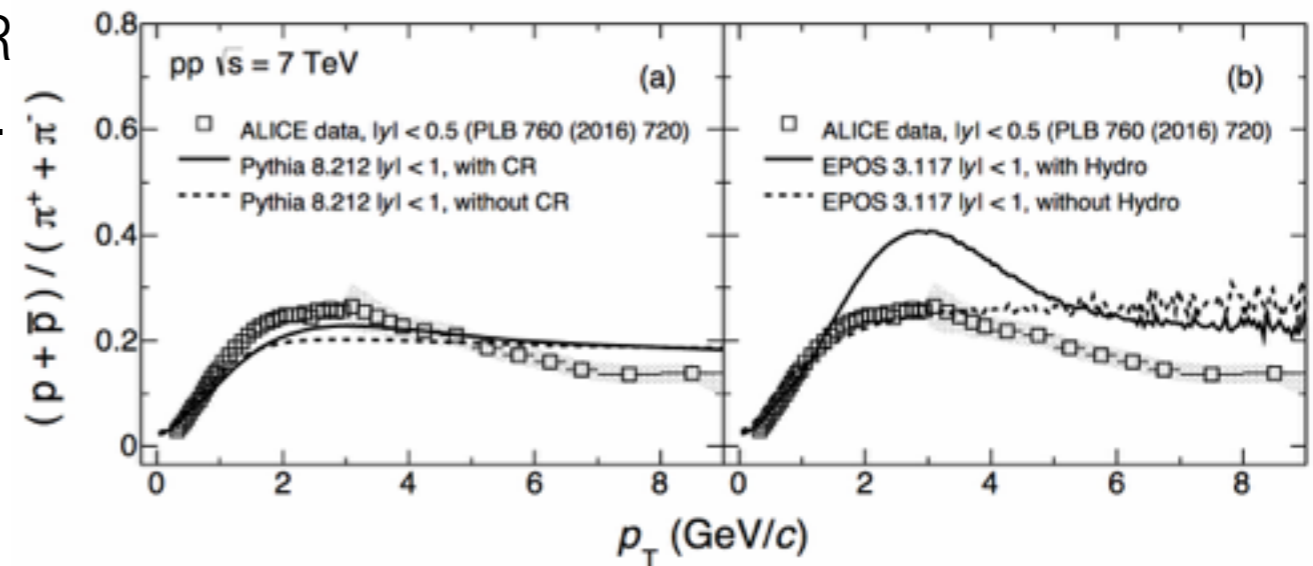 R
0.8
0.6
0.4
0.2
0
(p + p̅) / (π⁺ + π⁻)
pp √s = 7 TeV
(a)
ALICE data, |y| < 0.5 (PLB 760 (2016) 720)
Pythia 8.212 |y| < 1, with CR
Pythia 8.212 |y| < 1, without CR
(b)
ALICE data, |y| < 0.5 (PLB 760 (2016) 720)
EPOS 3.117 |y| < 1, with Hydro
EPOS 3.117 |y| < 1, without Hydro
0 2 4 6 8 0 2 4 6 8
p_T (GeV/c)